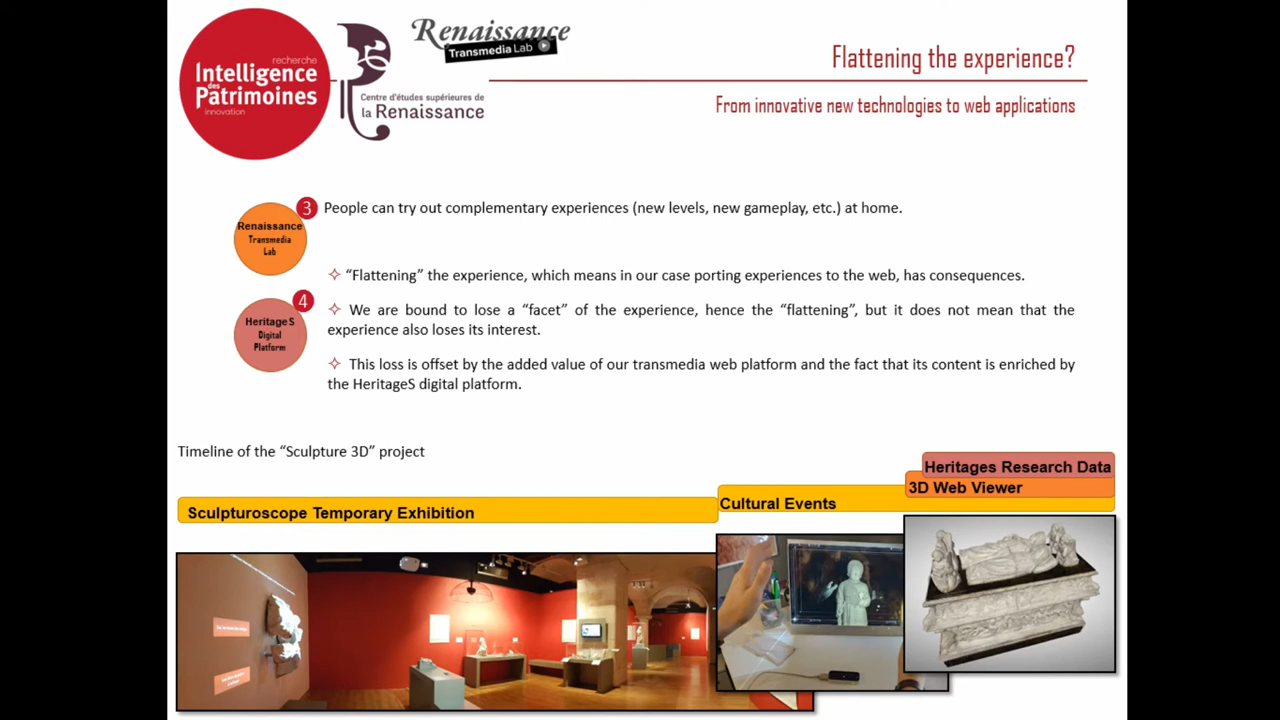 recherche
Intelligence
des
Patrimoines
innovation
Renaissance
Transmedia Lab
Centre d'études supérieures de
la Renaissance
Flattening the experience?
From innovative new technologies to web applications
3
People can try out complementary experiences (new levels, new gameplay, etc.) at home.
Renaissance
Transmedia
Lab
✧ “Flattening” the experience, which means in our case porting experiences to the web, has consequences.
4
HeritageS
Digital
Platform
✧ We are bound to lose a “facet” of the experience, hence the “flattening”, but it does not mean that the
experience also loses its interest.
✧ This loss is offset by the added value of our transmedia web platform and the fact that its content is enriched by
the HeritageS digital platform.
Timeline of the “Sculpture 3D” project
Heritages Research Data
3D Web Viewer
Cultural Events
Sculpturoscope Temporary Exhibition